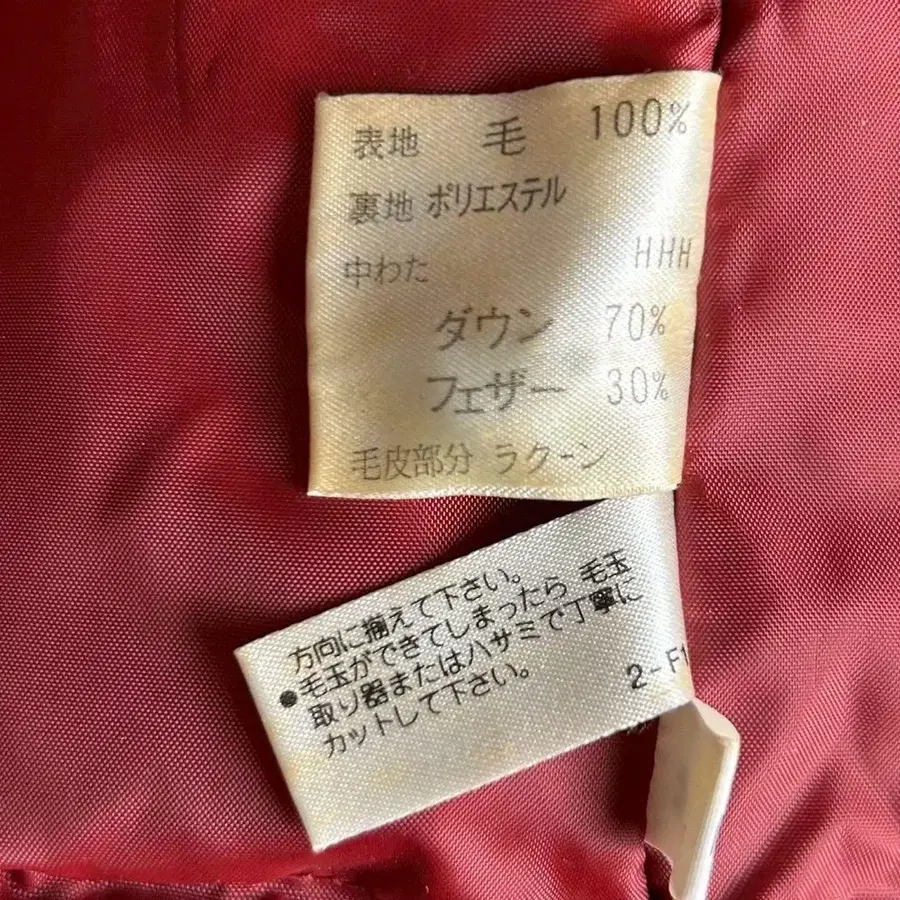 表地 毛 100%
裏地 ポリエステル
中わた HHH
ダウン 70%
フェザー 30%
毛皮部分 ラクーン
方向に揃えて下さい。
●毛玉ができてしまったら 毛玉
取り器またはハサミで丁寧に
カットして下さい。
2-F1